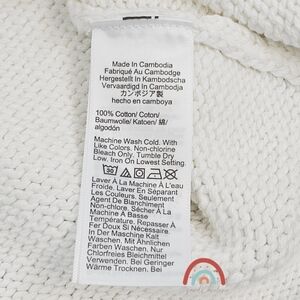 Made In Cambodia
Fabriqué Au Cambodge
Hergestellt In Kambodscha
Vervaardigd In Cambodja
カンボジア製
hecho en camboya
100% Cotton/ Coton/
Baumwolle/ Katoen/ 綿/
algodón
Machine Wash Cold. With
Like Colors. Non-chlorine
Bleach Only. Tumble Dry
Low. Iron On Lowest Setting.
30
Laver À La Machine À L'eau
Froide. Laver En Séparant
Les Couleurs. Seulement
Agent De Blanchiment
Non-chlore. Sécher À La
Machine A Basse
Température. Repasser À
Fer Doux Si Nécessaire.
In Der Maschine Kalt
Waschen, Mit Ähnlichen
Farben Waschen. Nur
Chlorfreie Bleichmittel
Verwenden. Bei Geringer
Wärme Trocknen. Bei